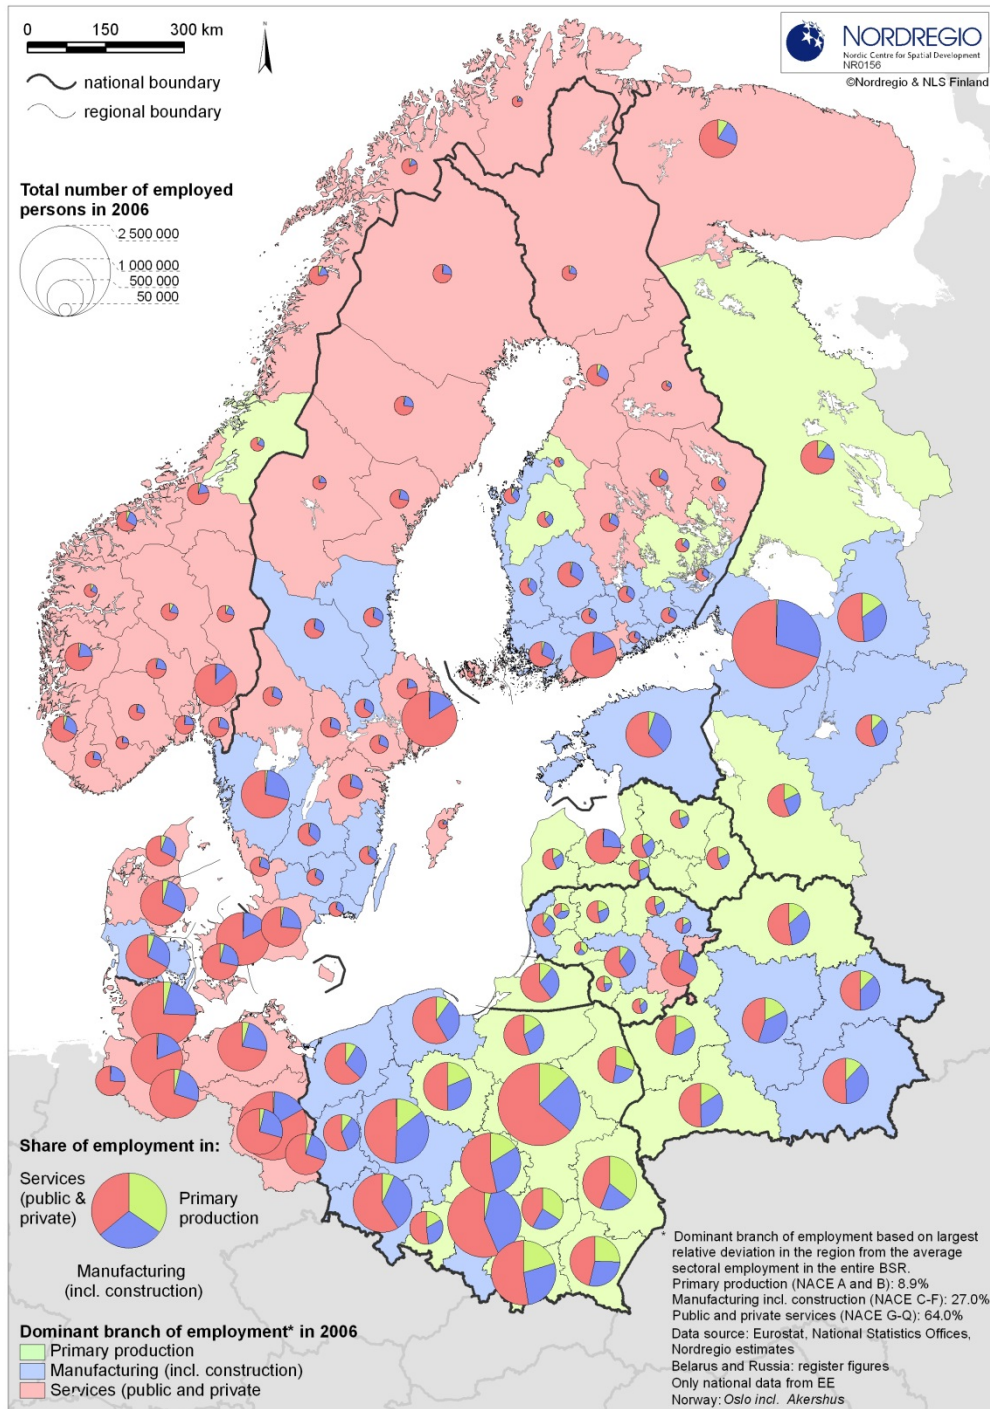 0 150 300 km
N
national boundary
regional boundary
NORDREGIO
Nordic Centre for Spatial Development
NR0156
©Nordregio & NLS Finland
Total number of employed
persons in 2006
2 500 000
1 000 000
500 000
50 000
Share of employment in:
Services
(public &
private)
Primary
production
Manufacturing
(incl. construction)
Dominant branch of employment* in 2006
Primary production
Manufacturing (incl. construction)
Services (public and private
* Dominant branch of employment based on largest
relative deviation in the region from the average
sectoral employment in the entire BSR.
Primary production (NACE A and B): 8.9%
Manufacturing incl. construction (NACE C-F): 27.0%
Public and private services (NACE G-Q): 64.0%
Data source: Eurostat, National Statistics Offices,
Nordregio estimates
Belarus and Russia: register figures
Only national data from EE
Norway: Oslo incl. Akershus